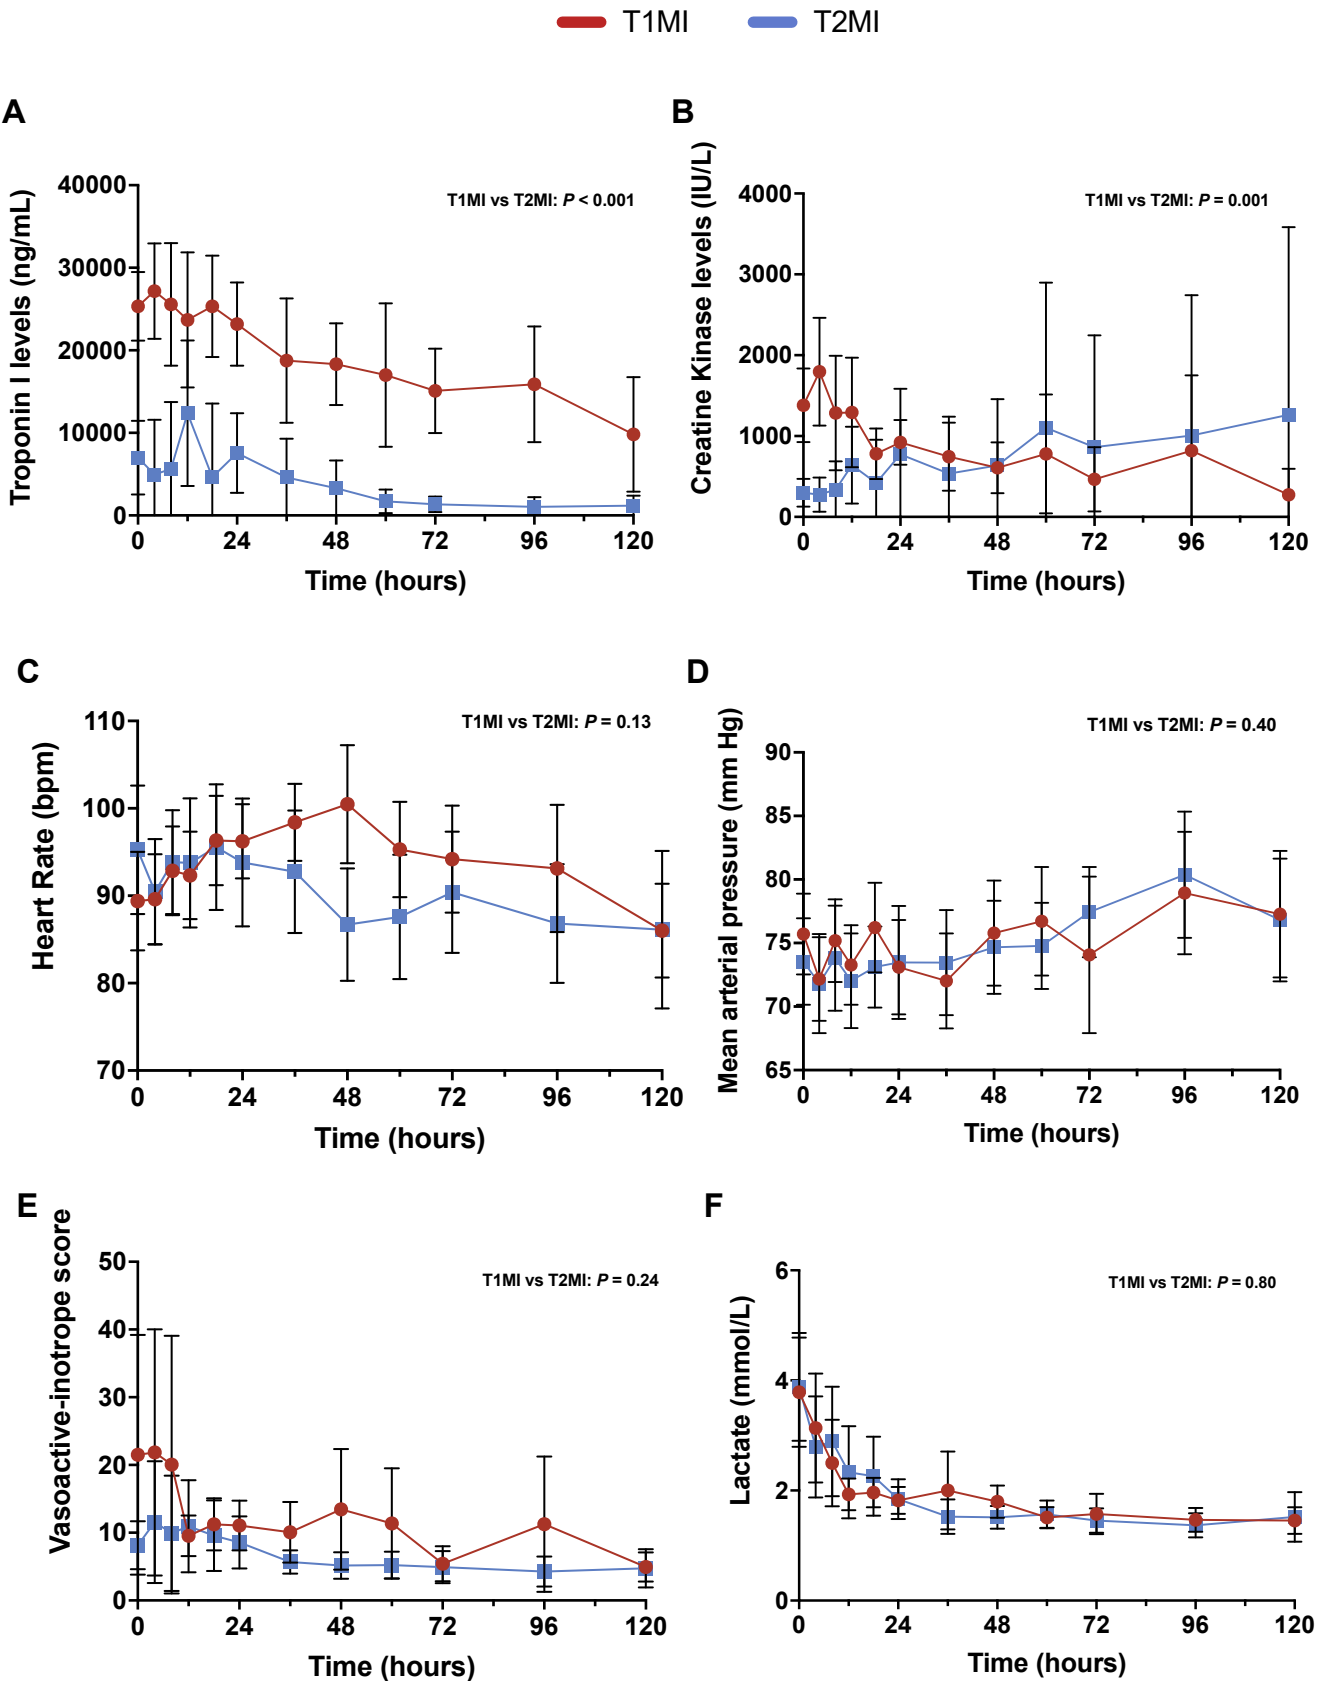 T1MI T2MI
A
Troponin I levels (ng/mL)
T1MI vs T2MI: P < 0.001
40000
30000
20000
10000
0
0 24 48 72 96 120
Time (hours)
B
Creatine Kinase levels (IU/L)
T1MI vs T2MI: P = 0.001
4000
3000
2000
1000
0
0 24 48 72 96 120
Time (hours)
C
Heart Rate (bpm)
T1MI vs T2MI: P = 0.13
110
100
90
80
70
0 24 48 72 96 120
Time (hours)
D
Mean arterial pressure (mm Hg)
T1MI vs T2MI: P = 0.40
90
85
80
75
70
65
0 24 48 72 96 120
Time (hours)
E
Vasoactive-inotrope score
T1MI vs T2MI: P = 0.24
50
40
30
20
10
0
0 24 48 72 96 120
Time (hours)
F
Lactate (mmol/L)
T1MI vs T2MI: P = 0.80
6
4
2
0
0 24 48 72 96 120
Time (hours)